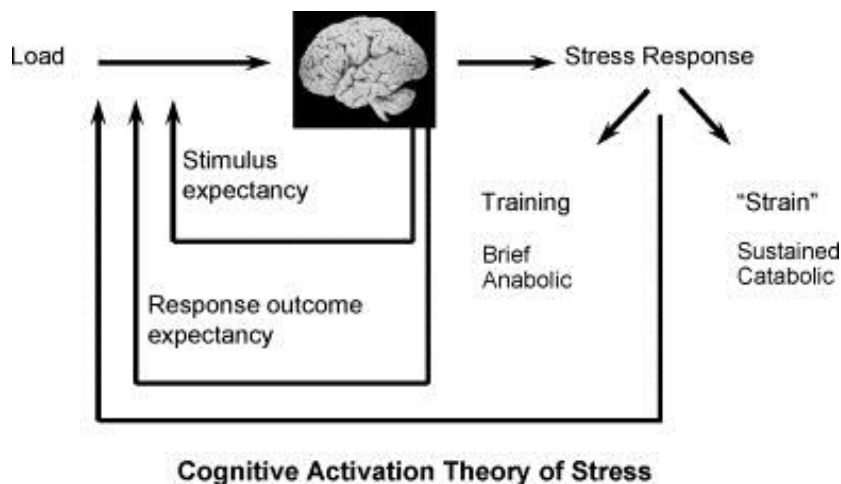 Load
Stress Response
Stimulus
expectancy
Training
"Strain"
Brief
Anabolic
Sustained
Catabolic
Response outcome
expectancy
Cognitive Activation Theory of Stress